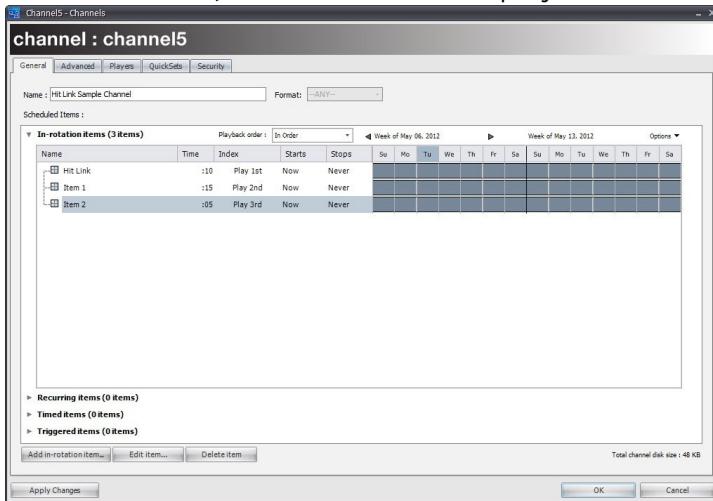 Channel5 - Channels
channel : channel5
General Advanced Players QuickSets Security
Name : Hit Link Sample Channel Format: --ANY--
Scheduled Items :
In-rotation items (3 items) Playback order : In Order Week of May 06, 2012 Week of May 13, 2012 Options
Name Time Index Starts Stops Su Mo Tu We Th Fr Sa Su Mo Tu We Th Fr Sa
Hit Link :10 Play 1st Now Never
Item 1 :15 Play 2nd Now Never
Item 2 :05 Play 3rd Now Never
Recurring items (0 items)
Timed items (0 items)
Triggered items (0 items)
Add in-rotation item... Edit item... Delete item Total channel disk size : 48 KB
Apply Changes OK Cancel